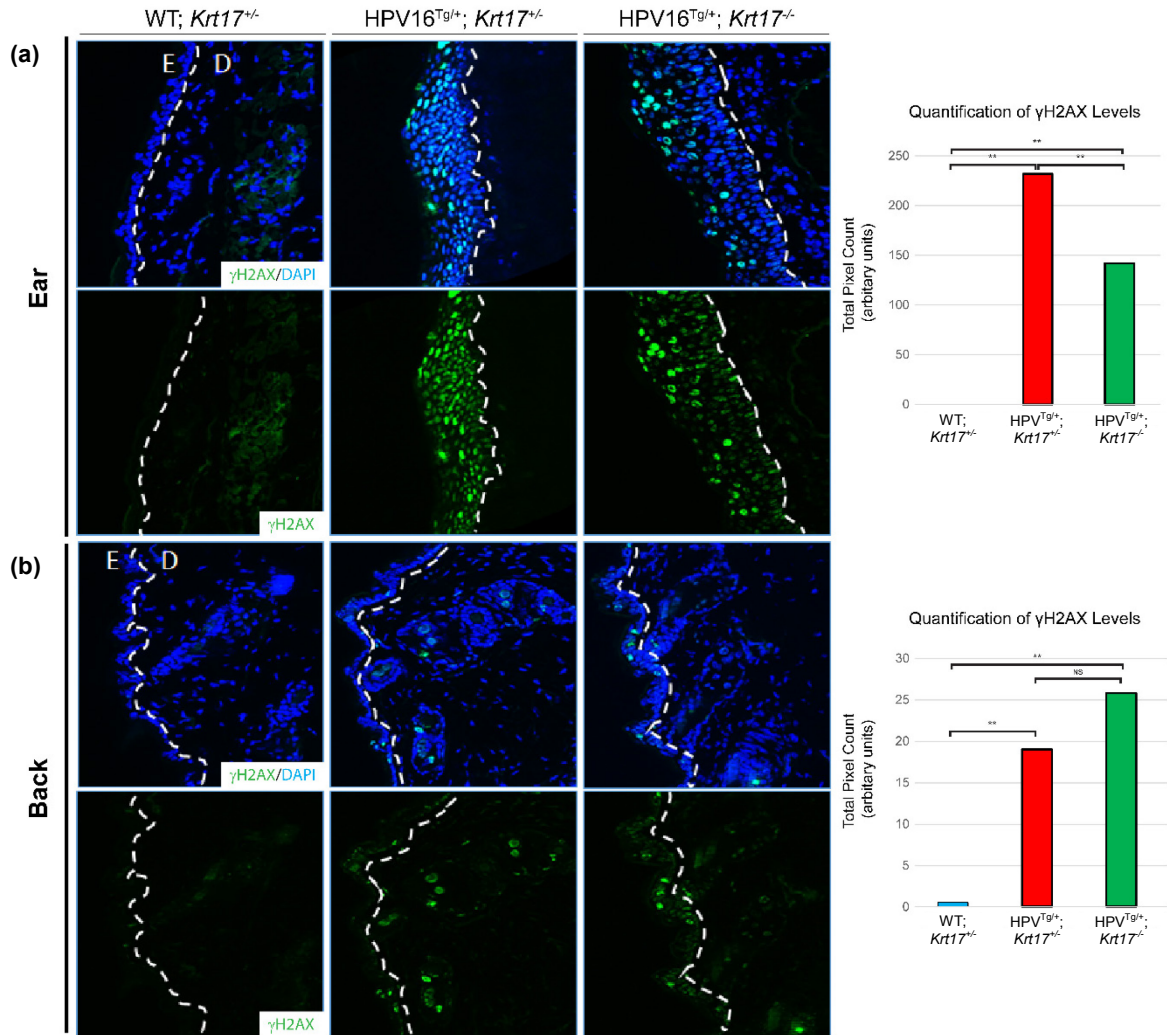 WT; Krt17+/-
HPV16Tg/+; Krt17+/-
HPV16Tg/+; Krt17-/-
(a)
Ear
E D
γH2AX/DAPI
γH2AX
Quantification of γH2AX Levels
Total Pixel Count
(arbitary units)
250
200
150
100
50
0
**
**
**
WT;
Krt17+/-
HPVTg/+;
Krt17+/-
HPVTg/+;
Krt17-/-
(b)
Back
E D
γH2AX/DAPI
γH2AX
Quantification of γH2AX Levels
Total Pixel Count
(arbitary units)
30
25
20
15
10
5
0
**
NS
**
WT;
Krt17+/-
HPVTg/+;
Krt17+/-
HPVTg/+;
Krt17-/-